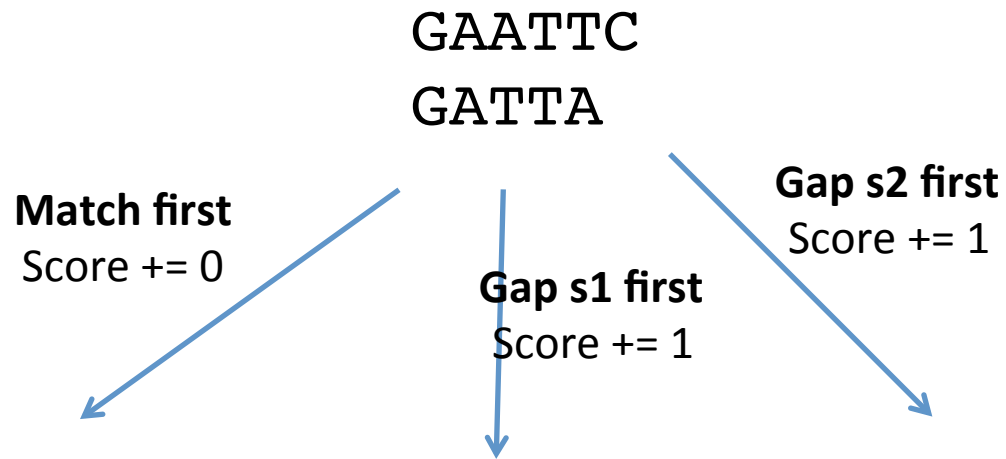 GAATTC
GATTA
Match first
Score += 0
Gap s1 first
Score += 1
Gap s2 first
Score += 1